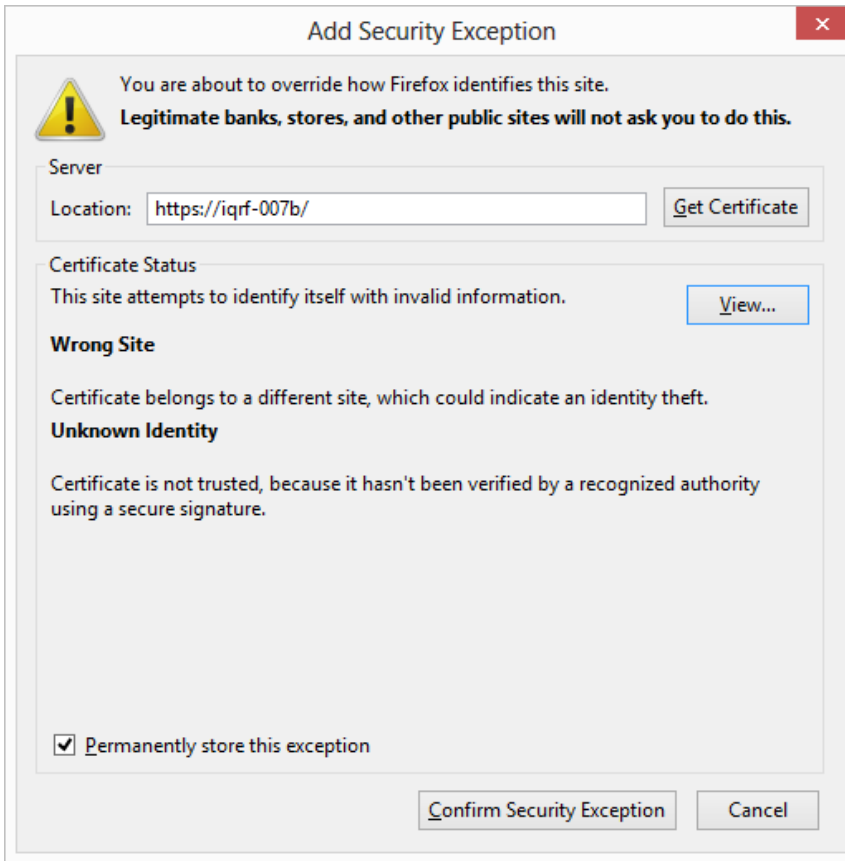 Add Security Exception
You are about to override how Firefox identifies this site.
Legitimate banks, stores, and other public sites will not ask you to do this.
Server
Location: https://iqrf-007b/ Get Certificate
Certificate Status
This site attempts to identify itself with invalid information.
View...
Wrong Site
Certificate belongs to a different site, which could indicate an identity theft.
Unknown Identity
Certificate is not trusted, because it hasn't been verified by a recognized authority
using a secure signature.
Permanently store this exception
Confirm Security Exception Cancel